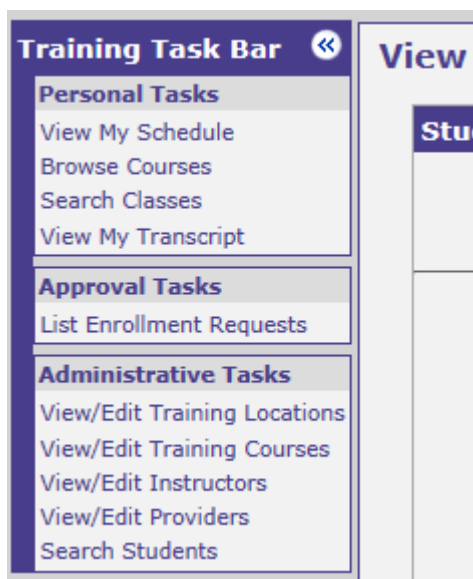 Training Task Bar
Personal Tasks
View My Schedule
Browse Courses
Search Classes
View My Transcript
Approval Tasks
List Enrollment Requests
Administrative Tasks
View/Edit Training Locations
View/Edit Training Courses
View/Edit Instructors
View/Edit Providers
Search Students
View